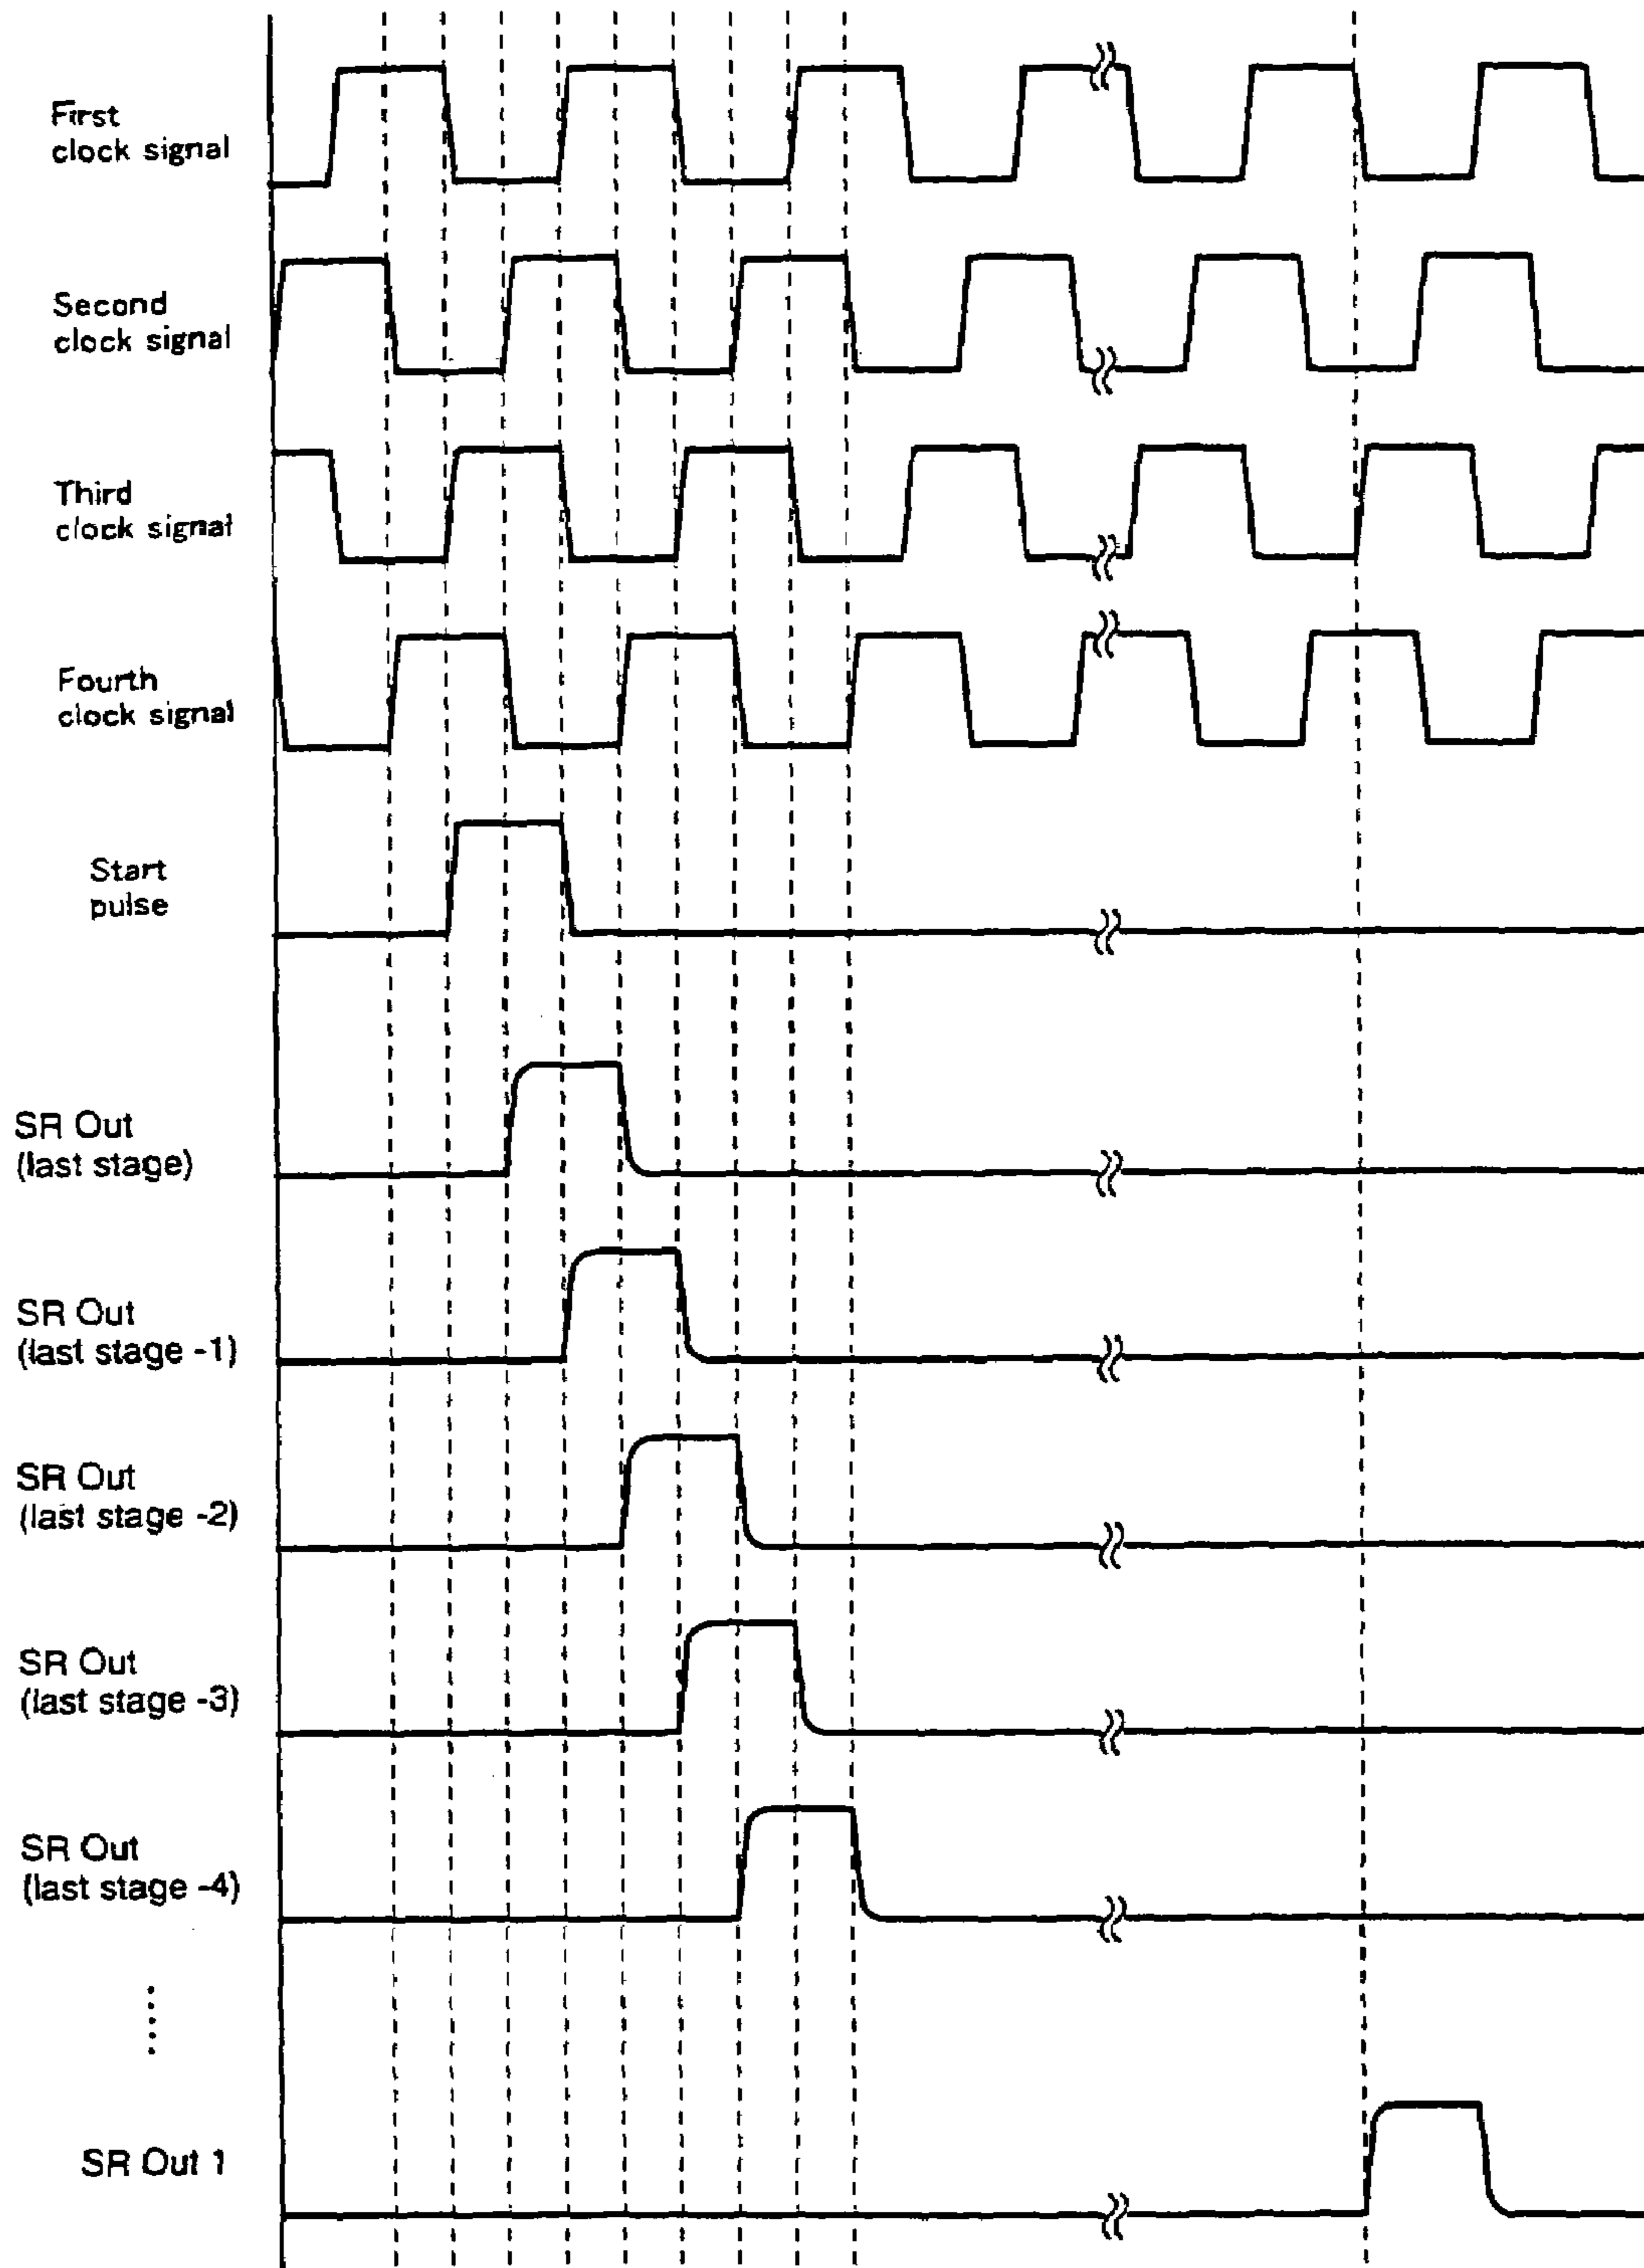 First
clock signal
Second
clock signal
Third
clock signal
Fourth
clock signal
Start
pulse
SR Out
(last stage)
SR Out
(last stage -1)
SR Out
(last stage -2)
SR Out
(last stage -3)
SR Out
(last stage -4)
SR Out 1